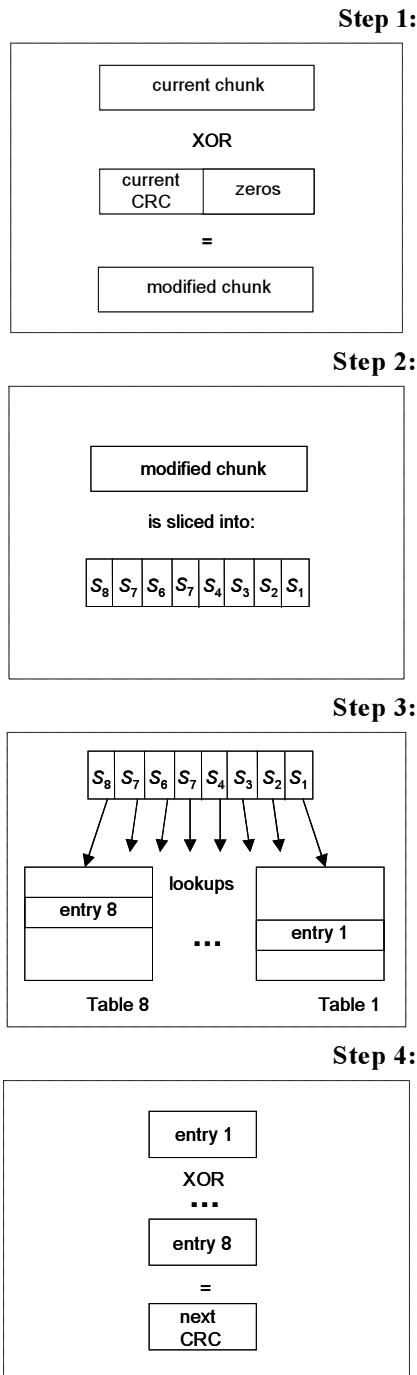 Step 1:
current chunk
XOR
current
CRC
zeros
=
modified chunk
Step 2:
modified chunk
is sliced into:
S8 S7 S6 S7 S4 S3 S2 S1
Step 3:
S8 S7 S6 S7 S4 S3 S2 S1
lookups
entry 8
...
entry 1
Table 8 Table 1
Step 4:
entry 1
XOR
...
entry 8
=
next
CRC